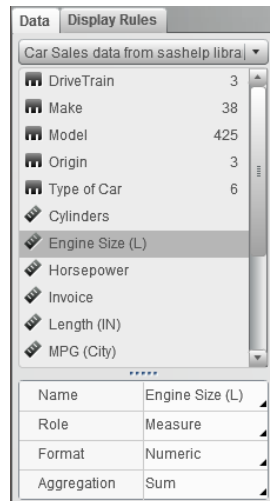 Data Display Rules
Car Sales data from sashelp libra
DriveTrain 3
Make 38
Model 425
Origin 3
Type of Car 6
Cylinders
Engine Size (L)
Horsepower
Invoice
Length (IN)
MPG (City)
Name Engine Size (L)
Role Measure
Format Numeric
Aggregation Sum